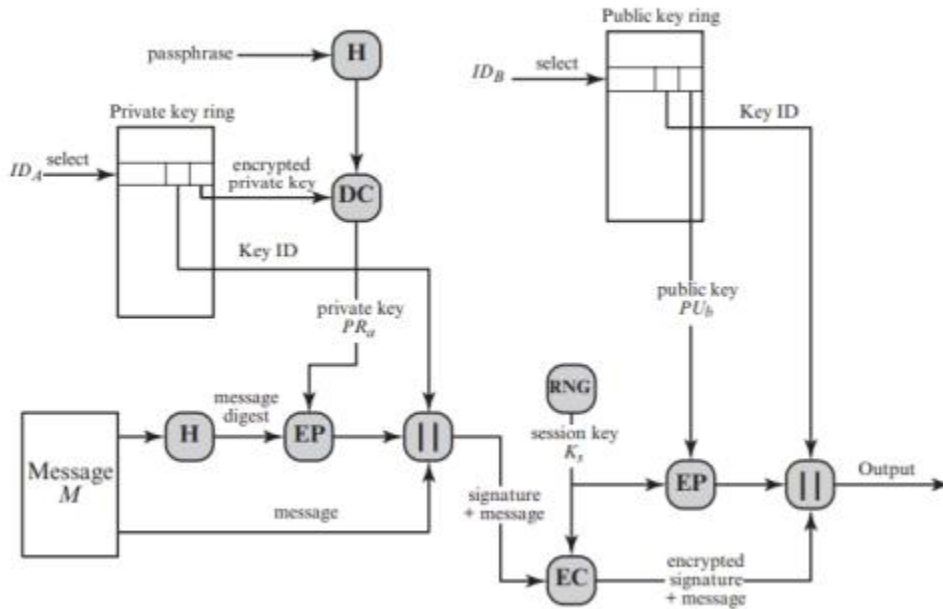 Public key ring
passphrase
H
ID_B
select
Key ID
Private key ring
ID_A
select
encrypted
private key
DC
Key ID
private key
PR_a
public key
PU_b
RNG
message
digest
session key
K_s
Message
M
H
EP
||
EP
||
Output
message
signature
+ message
EC
encrypted
signature
+ message